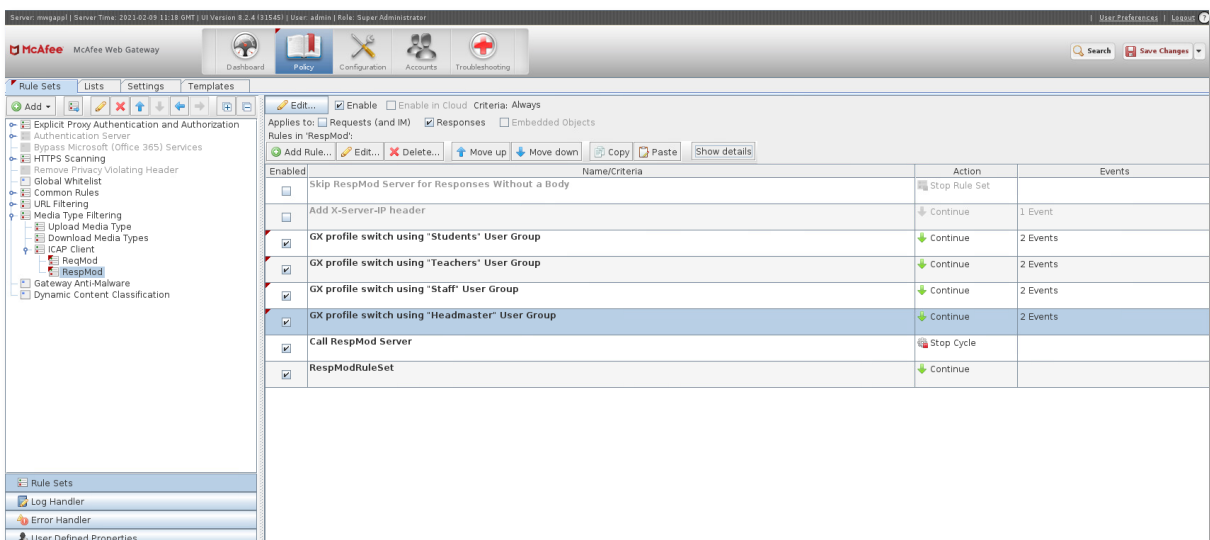 Server: mwgappl | Server Time: 2021-02-09 11:18 GMT | UI Version 8.2.4 (31545) | User: admin | Role: Super Administrator
| User Preferences | Logout ?
McAfee McAfee Web Gateway
Dashboard Policy Configuration Accounts Troubleshooting
Search Save Changes
Rule Sets Lists Settings Templates
Add
Explicit Proxy Authentication and Authorization
Authentication Server
Bypass Microsoft (Office 365) Services
HTTPS Scanning
Remove Privacy Violating Header
Global Whitelist
Common Rules
URL Filtering
Media Type Filtering
Upload Media Type
Download Media Types
ICAP Client
ReqMod
RespMod
Gateway Anti-Malware
Dynamic Content Classification
Rule Sets
Log Handler
Error Handler
User Defined Properties
Edit... Enable Enable in Cloud Criteria: Always
Applies to: Requests (and IM) Responses Embedded Objects
Rules in 'RespMod':
Add Rule... Edit... Delete... Move up Move down Copy Paste Show details
Enabled Name/Criteria Action Events
Skip RespMod Server for Responses Without a Body Stop Rule Set
Add X-Server-IP header Continue 1 Event
GX profile switch using "Students" User Group Continue 2 Events
GX profile switch using "Teachers" User Group Continue 2 Events
GX profile switch using "Staff" User Group Continue 2 Events
GX profile switch using "Headmaster" User Group Continue 2 Events
Call RespMod Server Stop Cycle
RespModRuleSet Continue